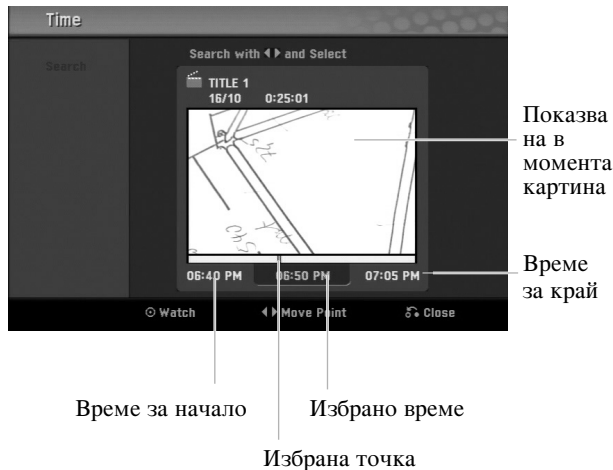 Time
Search
Search with ◀ ▶ and Select
TITLE 1
16/10 0:25:01
06:40 PM 06:50 PM 07:05 PM
⊙ Watch ◀ ▶ Move Point Close
Показва
на в
момента
картина
Време
за край
Време за начало Избрано време
Избрана точка